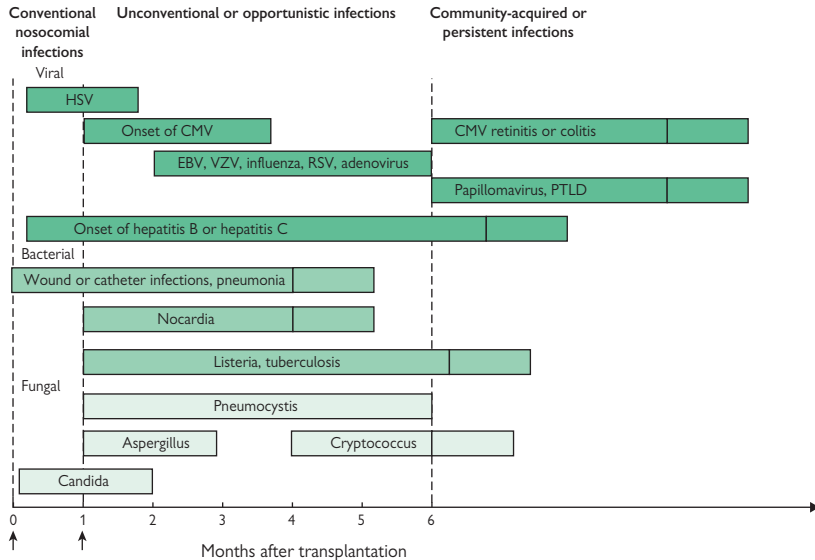 Conventional
nosocomial
infections
Unconventional or opportunistic infections
Community-acquired or
persistent infections
Viral
HSV
Onset of CMV
CMV retinitis or colitis
EBV, VZV, influenza, RSV, adenovirus
Papillomavirus, PTLD
Onset of hepatitis B or hepatitis C
Bacterial
Wound or catheter infections, pneumonia
Nocardia
Listeria, tuberculosis
Fungal
Pneumocystis
Aspergillus
Cryptococcus
Candida
0 1 2 3 4 5 6
Months after transplantation